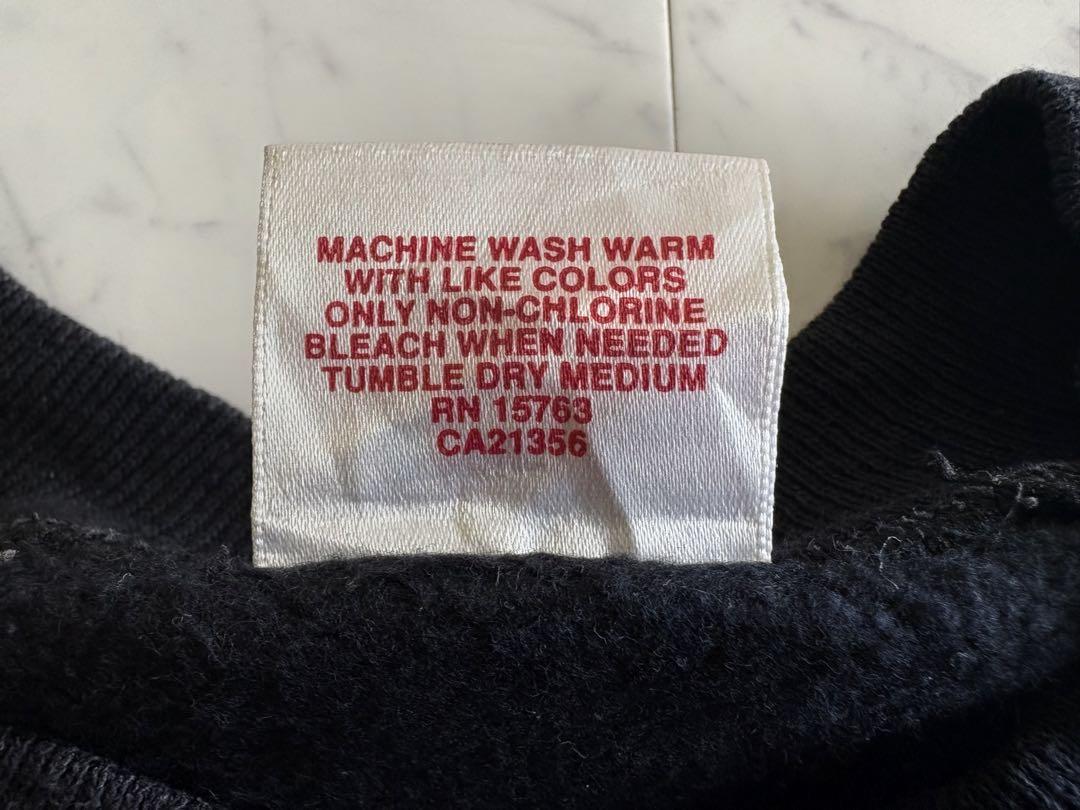 MACHINE WASH WARM
WITH LIKE COLORS
ONLY NON-CHLORINE
BLEACH WHEN NEEDED
TUMBLE DRY MEDIUM
RN 15763
CA21356